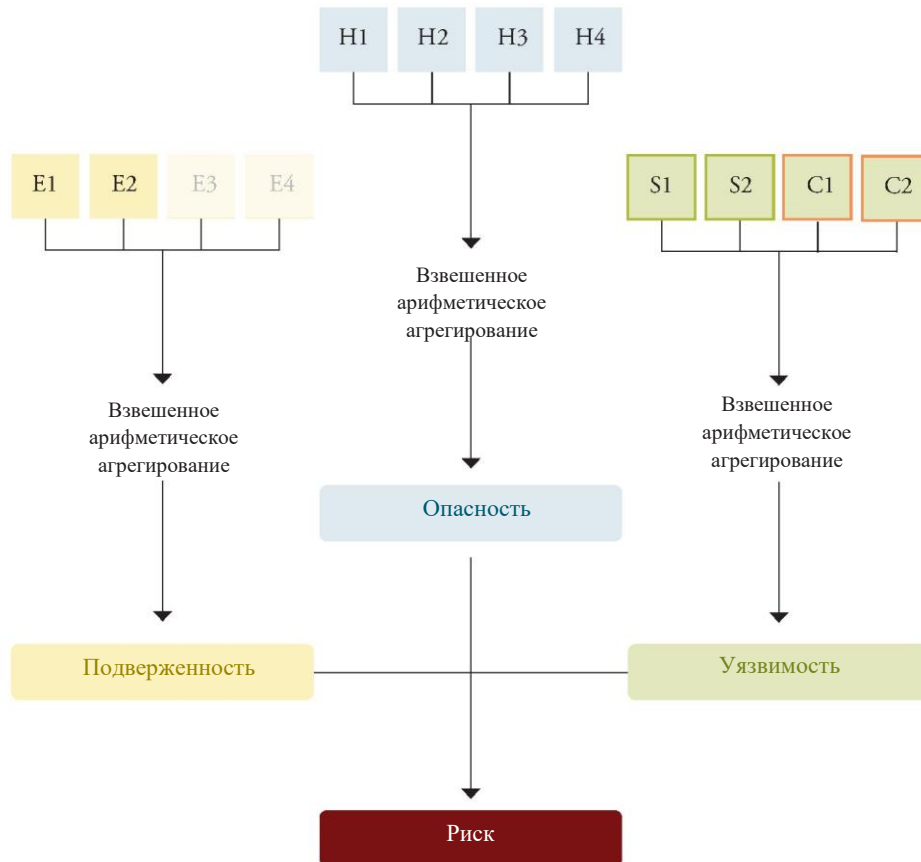 H1 H2 H3 H4
E1 E2 E3 E4
S1 S2 C1 C2
Взвешенное
арифметическое
агрегирование
Взвешенное
арифметическое
агрегирование
Взвешенное
арифметическое
агрегирование
Опасность
Подверженность
Уязвимость
Риск